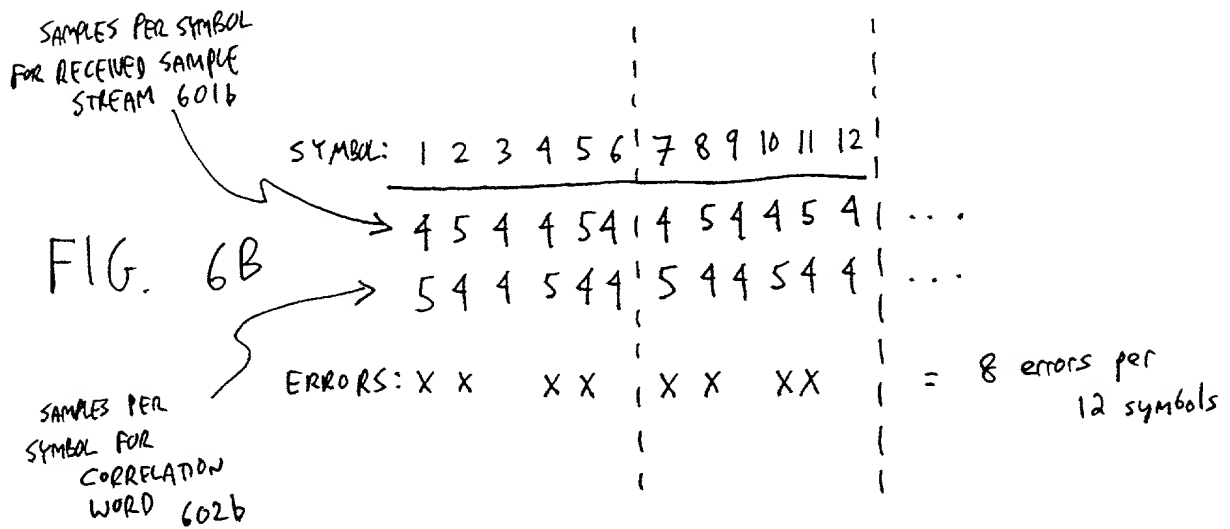 SAMPLES PER SYMBOL
FOR RECEIVED SAMPLE
STREAM 601b
SYMBOL: 1 2 3 4 5 6 7 8 9 10 11 12
4 5 4 4 5 4 4 5 4 4 5 4 ...
FIG. 6B
5 4 4 5 4 4 5 4 4 5 4 4 ...
ERRORS: X X X X X X X X = 8 errors per
12 symbols
SAMPLES PER
SYMBOL FOR
CORRELATION
WORD 602b